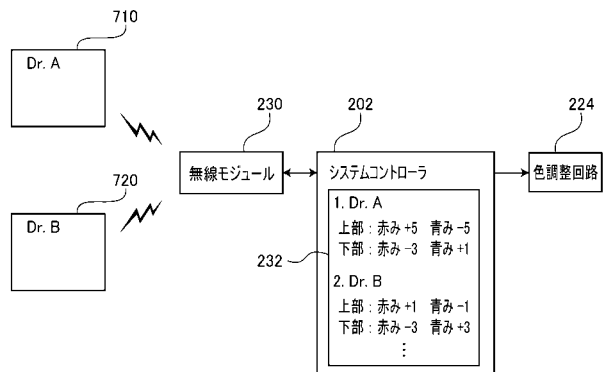 710
Dr. A
720
Dr. B
230
無線モジュール
202
システムコントローラ
232
1. Dr. A
上部 : 赤み +5 青み -5
下部 : 赤み -3 青み +1
2. Dr. B
上部 : 赤み +1 青み -1
下部 : 赤み -3 青み +3
⋮
224
色調整回路